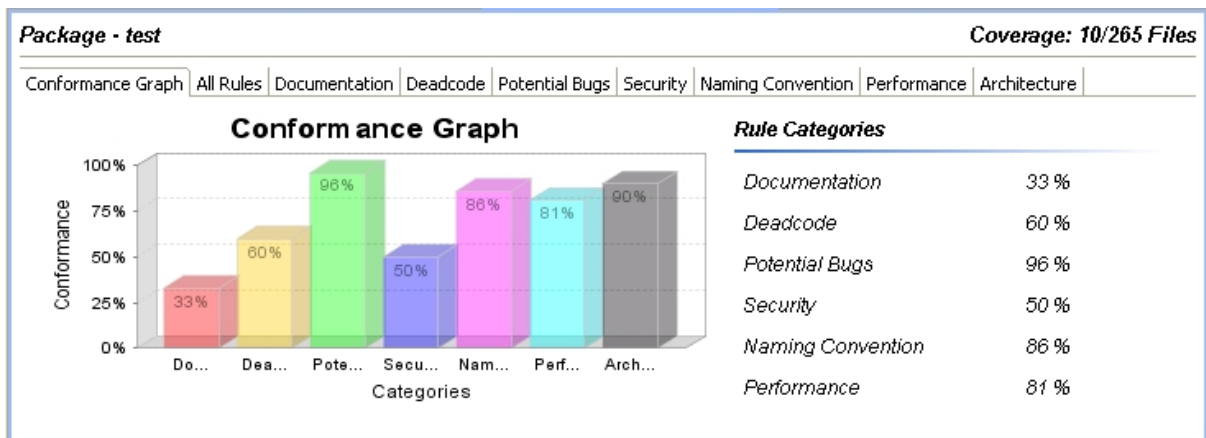 Package - test
Coverage: 10/265 Files
Conformance Graph All Rules Documentation Deadcode Potential Bugs Security Naming Convention Performance Architecture
Conformance Graph
Conformance
100%
75%
50%
25%
0%
33%
60%
96%
50%
86%
81%
90%
Do... Dea... Pote... Secu... Nam... Perf... Arch...
Categories
Rule Categories
Documentation 33 %
Deadcode 60 %
Potential Bugs 96 %
Security 50 %
Naming Convention 86 %
Performance 81 %